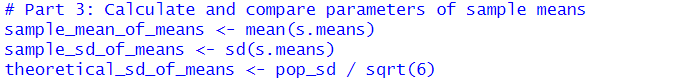 # Part 3: Calculate and compare parameters of sample means
sample_mean_of_means <- mean(s.means)
sample_sd_of_means <- sd(s.means)
theoretical_sd_of_means <- pop_sd / sqrt(6)